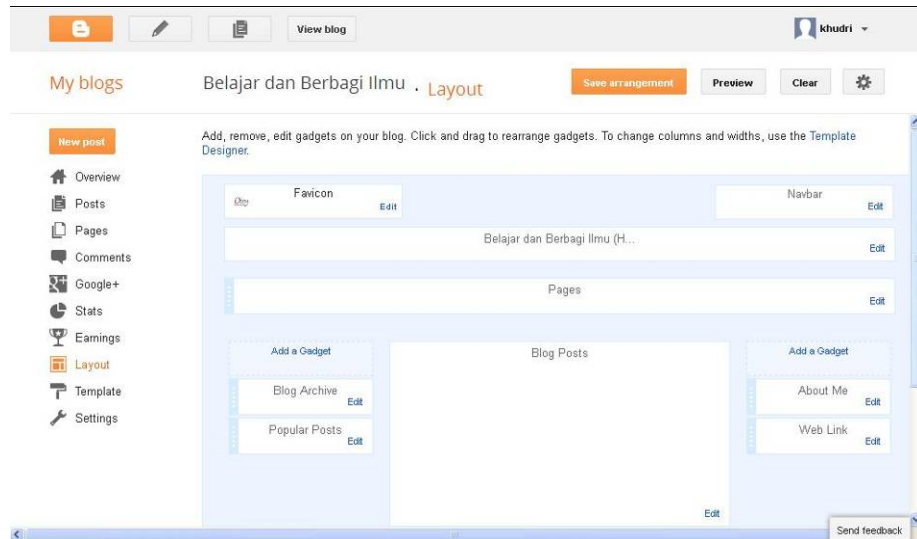 View blog
khudri
My blogs
Belajar dan Berbagi Ilmu . Layout
Save arrangement
Preview
Clear
New post
Overview
Posts
Pages
Comments
Google+
Stats
Earnings
Layout
Template
Settings
Add, remove, edit gadgets on your blog. Click and drag to rearrange gadgets. To change columns and widths, use the Template
Designer.
Favicon
Edit
Navbar
Edit
Belajar dan Berbagi Ilmu (H...
Edit
Pages
Edit
Add a Gadget
Blog Archive
Edit
Popular Posts
Edit
Blog Posts
Edit
Add a Gadget
About Me
Edit
Web Link
Edit
Send feedback